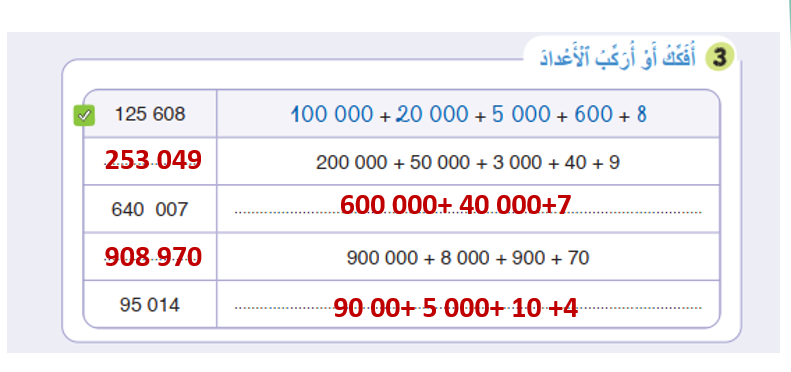 3 أُفَكِّكُ أَوْ أُرَكِّبُ ٱلْأَعْدادَ
125 608 100 000 + 20 000 + 5 000 + 600 + 8
253 049 200 000 + 50 000 + 3 000 + 40 + 9
640 007 600 000+ 40 000+7
908 970 900 000 + 8 000 + 900 + 70
95 014 90 00+ 5 000+ 10 +4